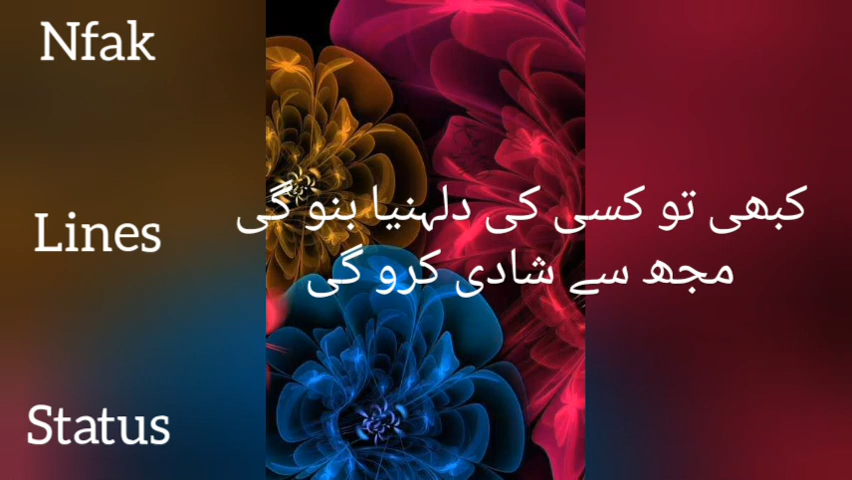 Nfak
Lines
Status
کبھی تو کسی کی دلہنیا بنو گی
مجھ سے شادی کرو گی